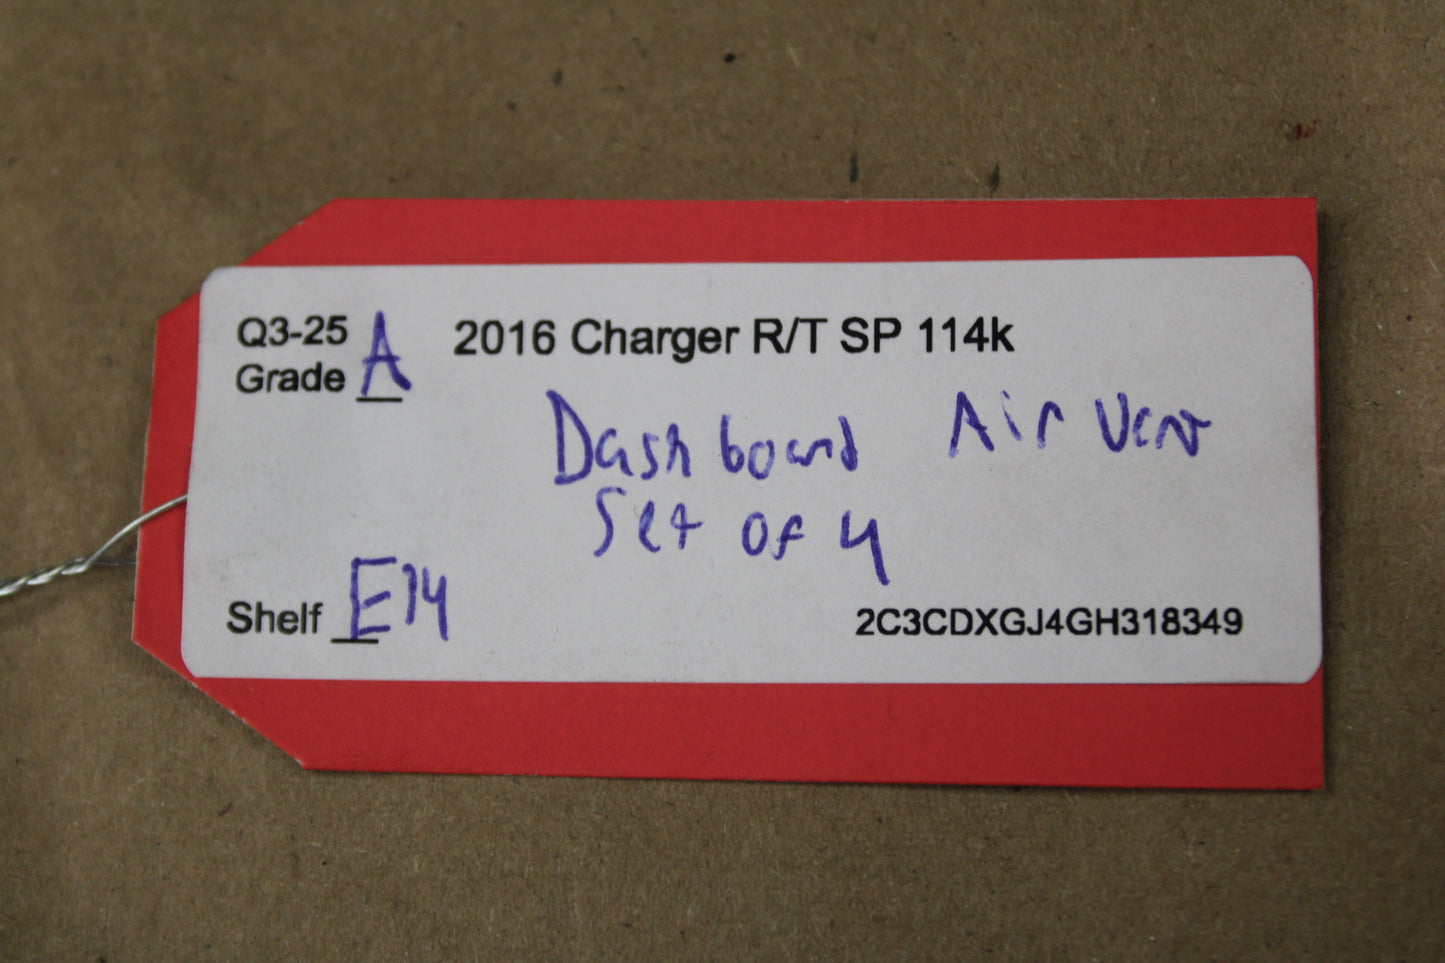 Q3-25
Grade A
2016 Charger R/T SP 114k
Dashboard Air Vent
Set of 4
Shelf E14
2C3CDXGJ4GH318349